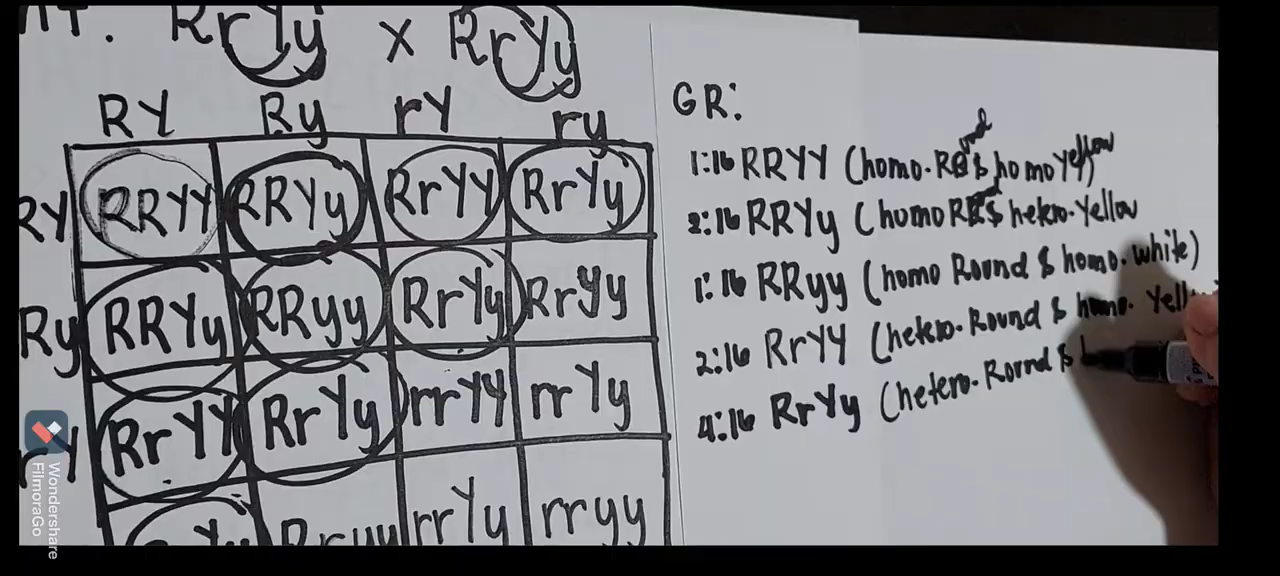 RrYy x RrYy
RY Ry rY ry
RY RRYY RRYy RrYY RrYy
Ry RRYy RRyy RrYy RrYy
rY RrYY RrYy rrYY rrYy
Rryy rrYy rryy
GR:
1:16 RRYY (homo. Round & homo yellow)
2:16 RRYy (homo Round & hetero. Yellow
1:16 RRyy (homo Round & homo. white)
2:16 RrYY (hetero. Round & homo. Yell
4:16 RrYy (hetero. Round &
Wondershare
FilmoraGo